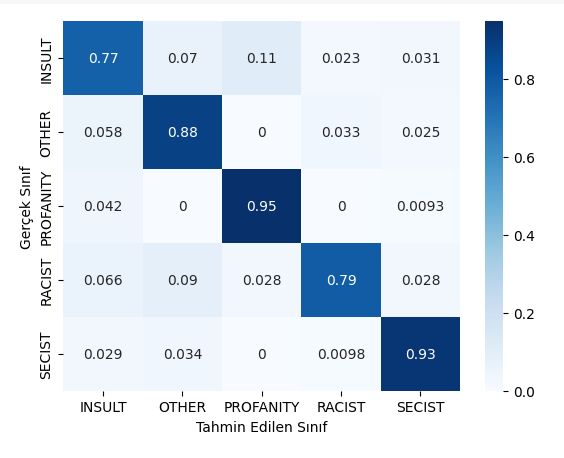 INSULT 0.77 0.07 0.11 0.023 0.031
OTHER 0.058 0.88 0 0.033 0.025
PROFANITY 0.042 0 0.95 0 0.0093
RACIST 0.066 0.09 0.028 0.79 0.028
SECIST 0.029 0.034 0 0.0098 0.93
Gerçek Sınıf
INSULT OTHER PROFANITY RACIST SECIST
Tahmin Edilen Sınıf
0.8
0.6
0.4
0.2
0.0